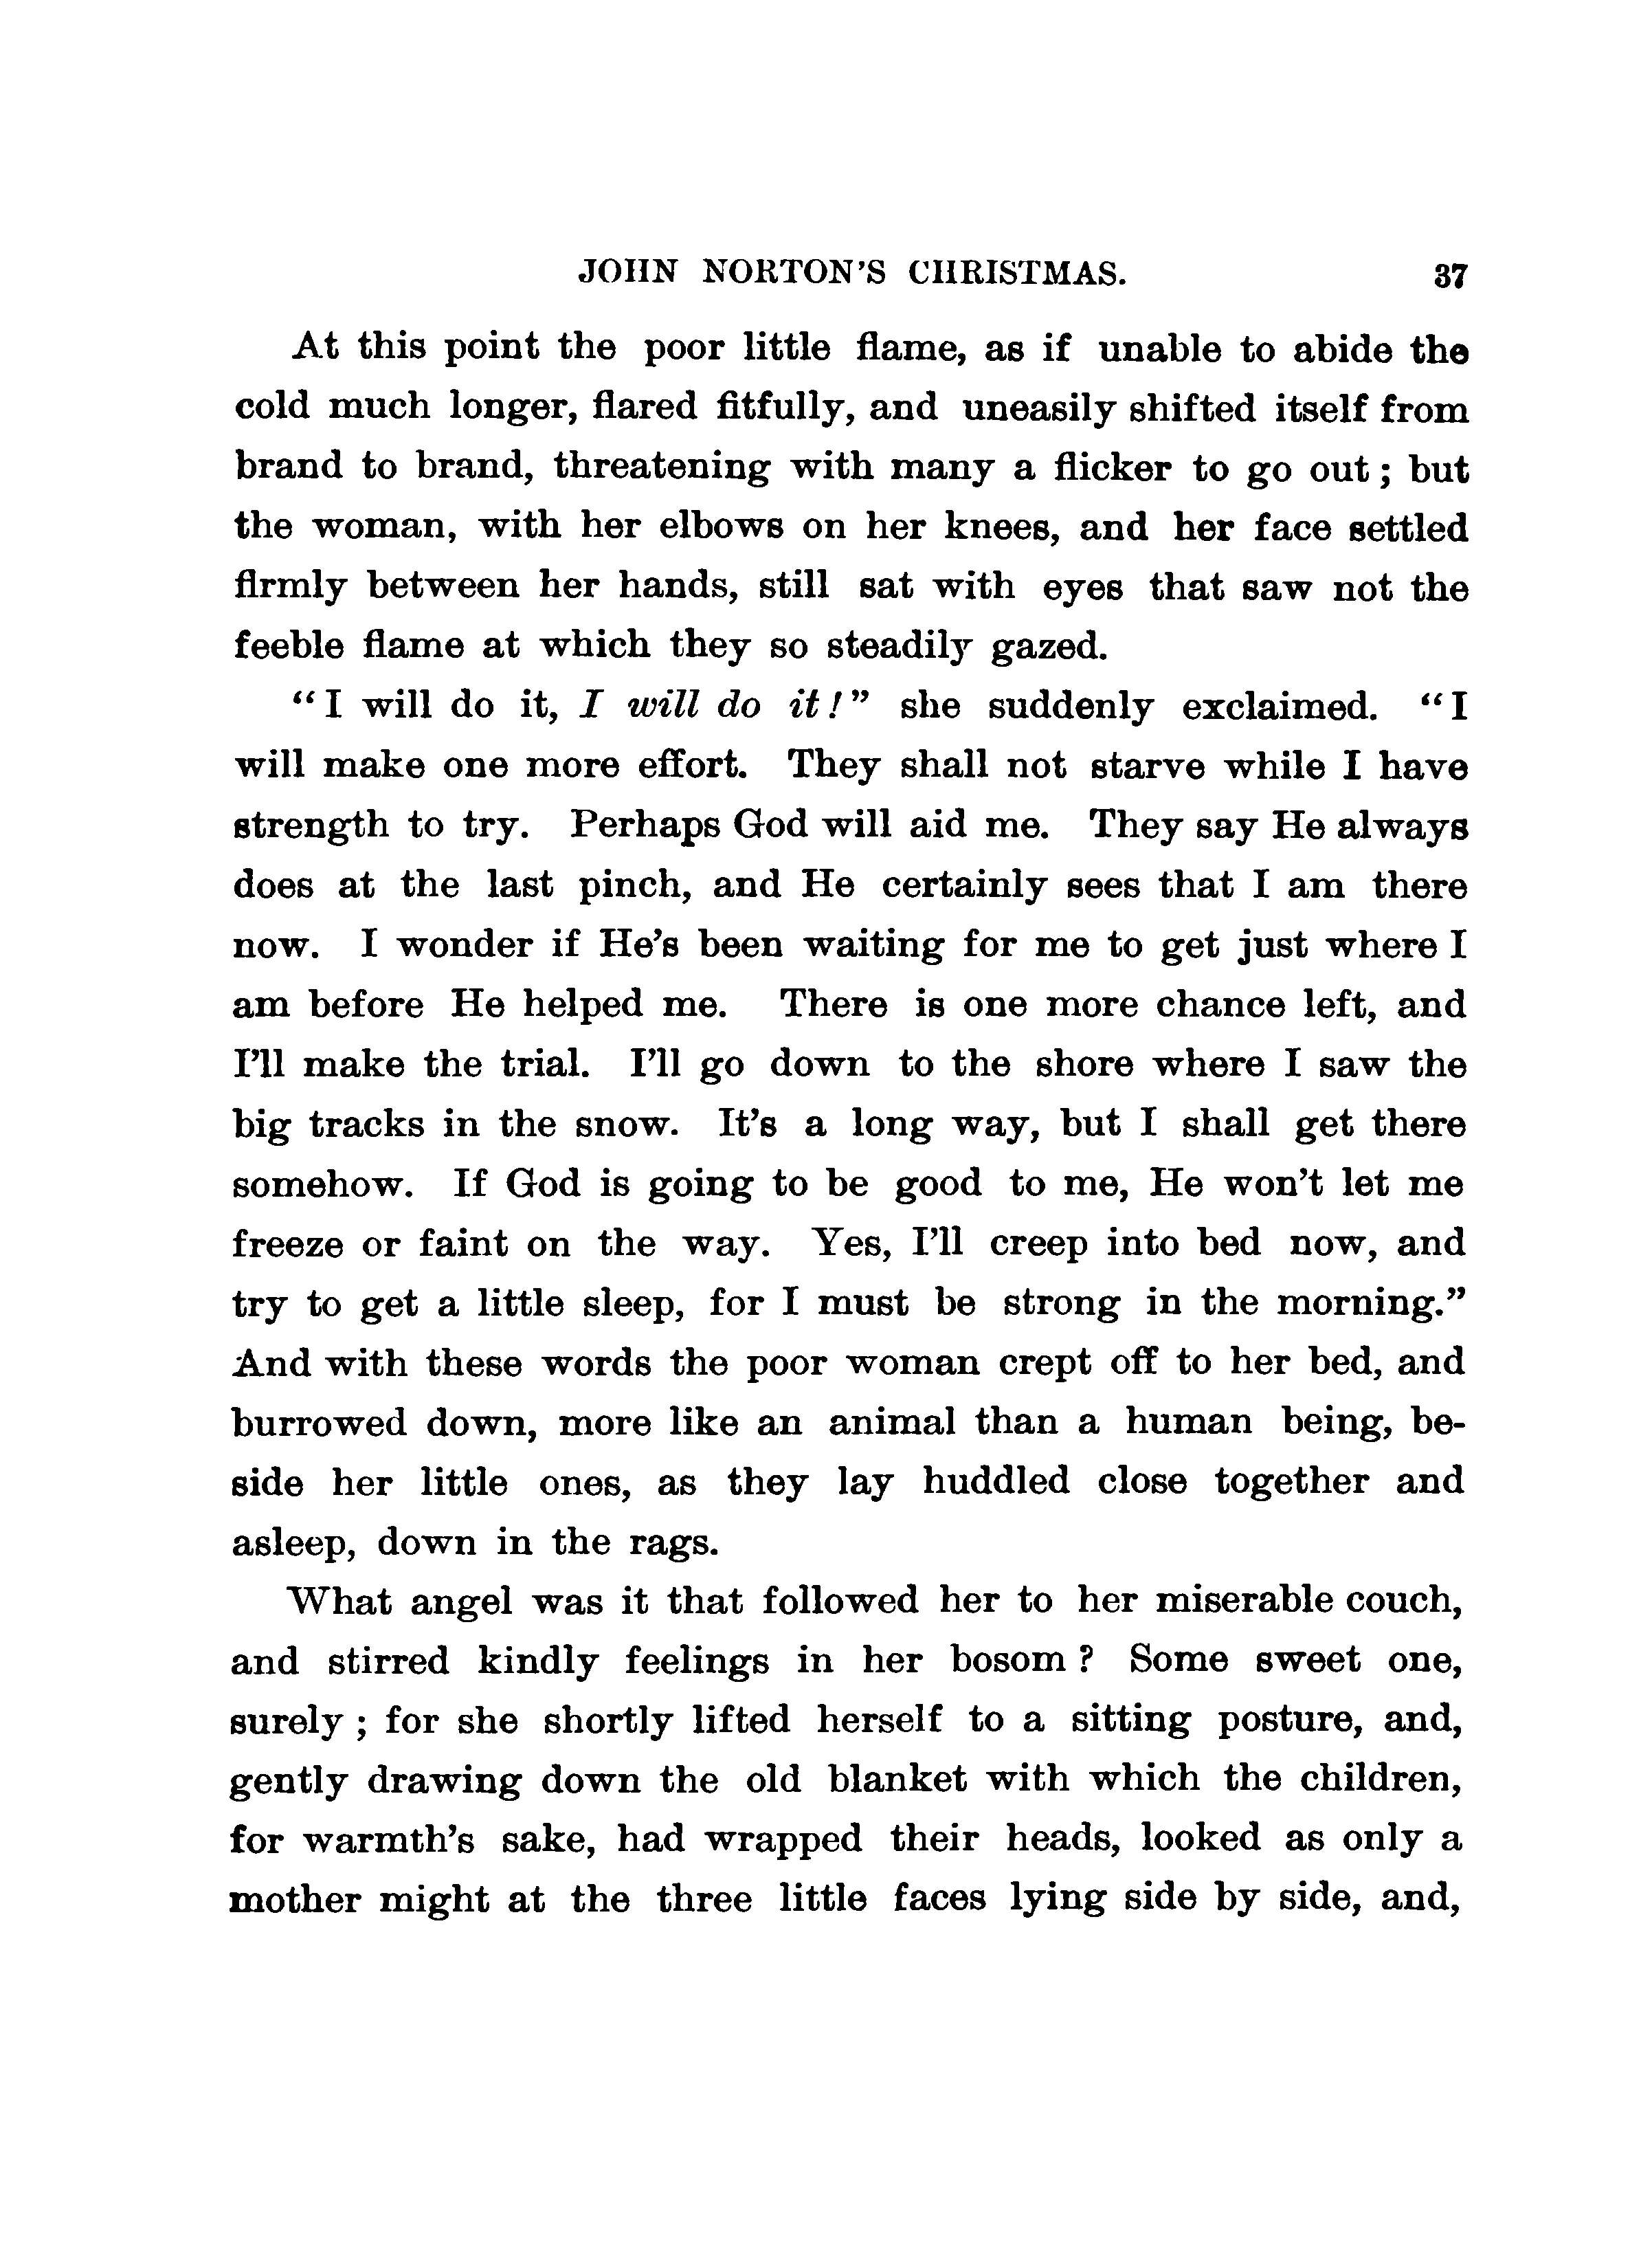 JOHN NORTON'S CHRISTMAS. 37
At this point the poor little flame, as if unable to abide the
cold much longer, flared fitfully, and uneasily shifted itself from
brand to brand, threatening with many a flicker to go out; but
the woman, with her elbows on her knees, and her face settled
firmly between her hands, still sat with eyes that saw not the
feeble flame at which they so steadily gazed.
“I will do it, I will do it!” she suddenly exclaimed. “I
will make one more effort. They shall not starve while I have
strength to try. Perhaps God will aid me. They say He always
does at the last pinch, and He certainly sees that I am there
now. I wonder if He’s been waiting for me to get just where I
am before He helped me. There is one more chance left, and
I’ll make the trial. I’ll go down to the shore where I saw the
big tracks in the snow. It’s a long way, but I shall get there
somehow. If God is going to be good to me, He won’t let me
freeze or faint on the way. Yes, I’ll creep into bed now, and
try to get a little sleep, for I must be strong in the morning.”
And with these words the poor woman crept off to her bed, and
burrowed down, more like an animal than a human being, be-
side her little ones, as they lay huddled close together and
asleep, down in the rags.
What angel was it that followed her to her miserable couch,
and stirred kindly feelings in her bosom? Some sweet one,
surely; for she shortly lifted herself to a sitting posture, and,
gently drawing down the old blanket with which the children,
for warmth’s sake, had wrapped their heads, looked as only a
mother might at the three little faces lying side by side, and,